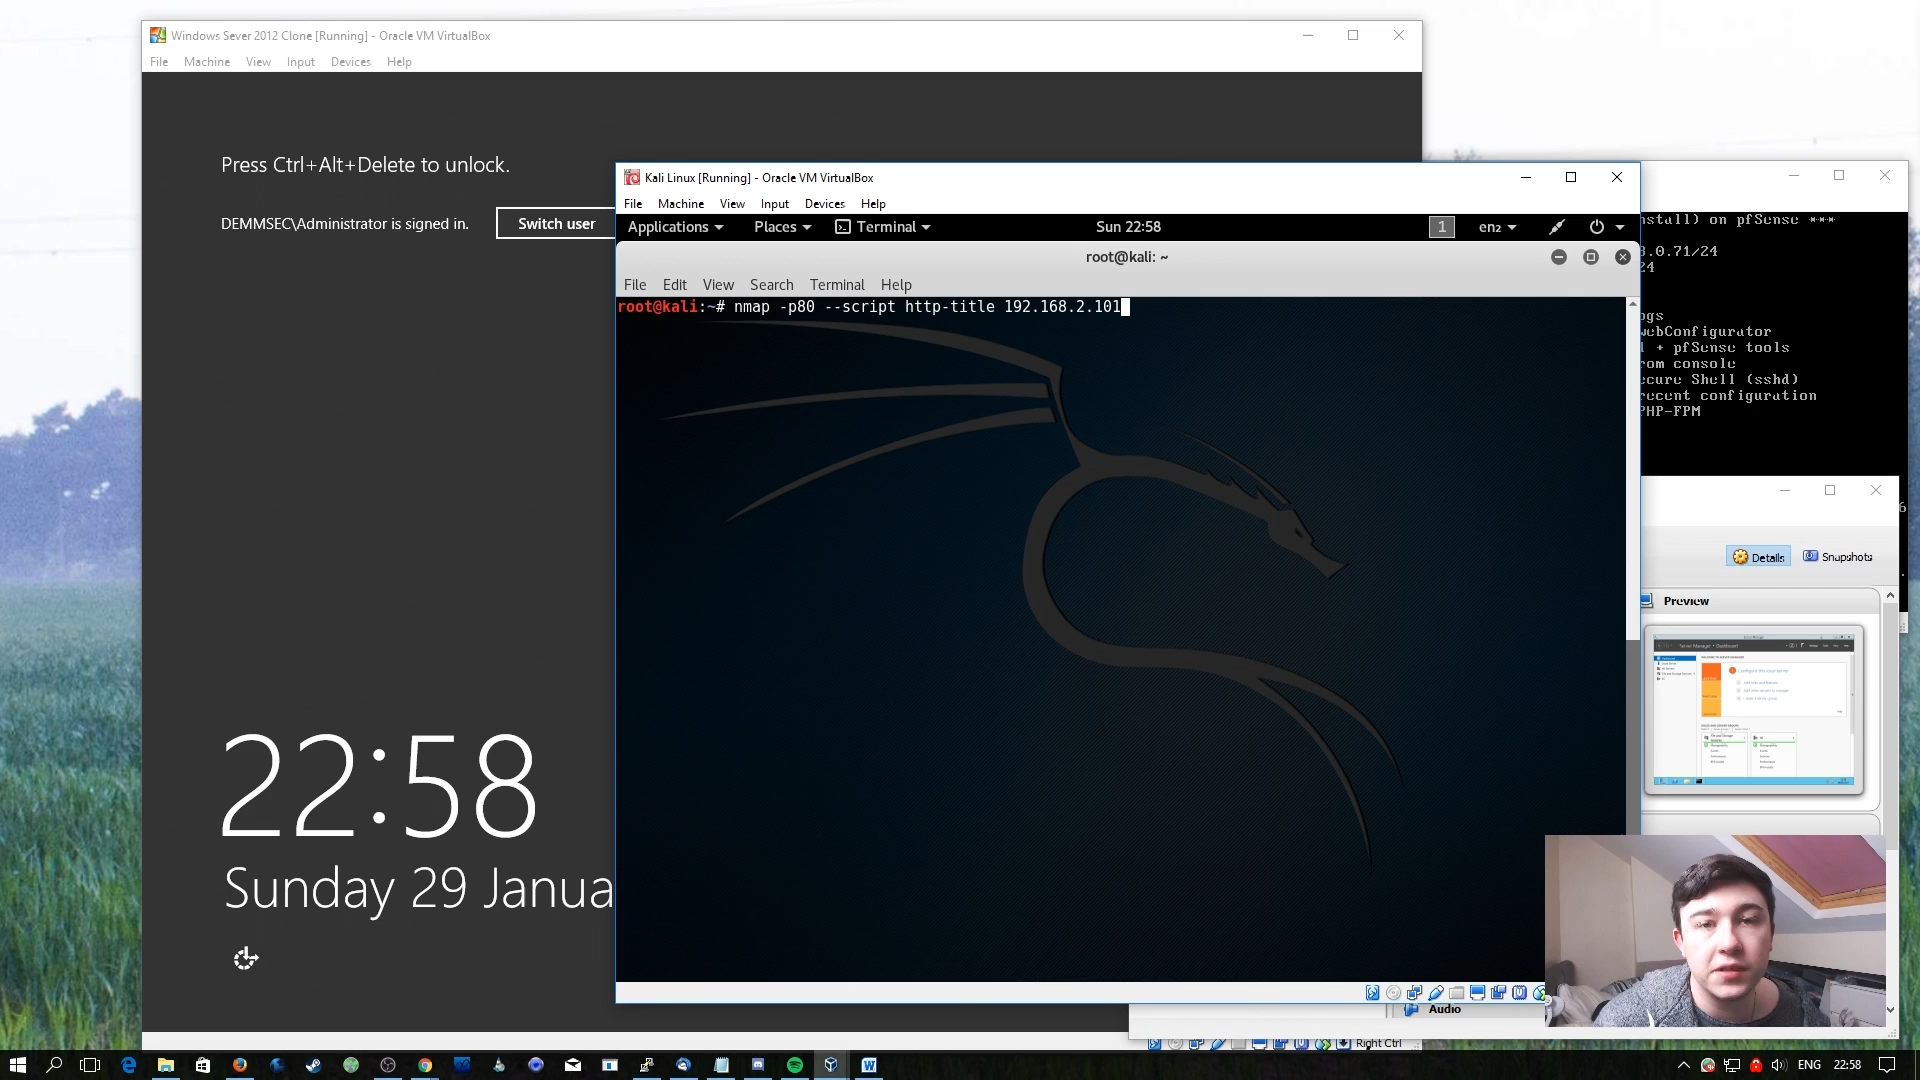 Windows Sever 2012 Clone [Running] - Oracle VM VirtualBox
File Machine View Input Devices Help
Press Ctrl+Alt+Delete to unlock.
DEMMSEC\Administrator is signed in.
Switch user
22:58
Sunday 29 Janua
Kali Linux [Running] - Oracle VM VirtualBox
File Machine View Input Devices Help
Applications Places Terminal Sun 22:58 1 en2
root@kali: ~
File Edit View Search Terminal Help
root@kali:~# nmap -p80 --script http-title 192.168.2.101
nstall) on pfSense ***
.0.71/24
24
ogs
webConfigurator
l + pfSense tools
rom console
ecure Shell (sshd)
recent configuration
PHP-FPM
6
Details Snapshots
Preview
Audio
Right Ctrl
ENG 22:58